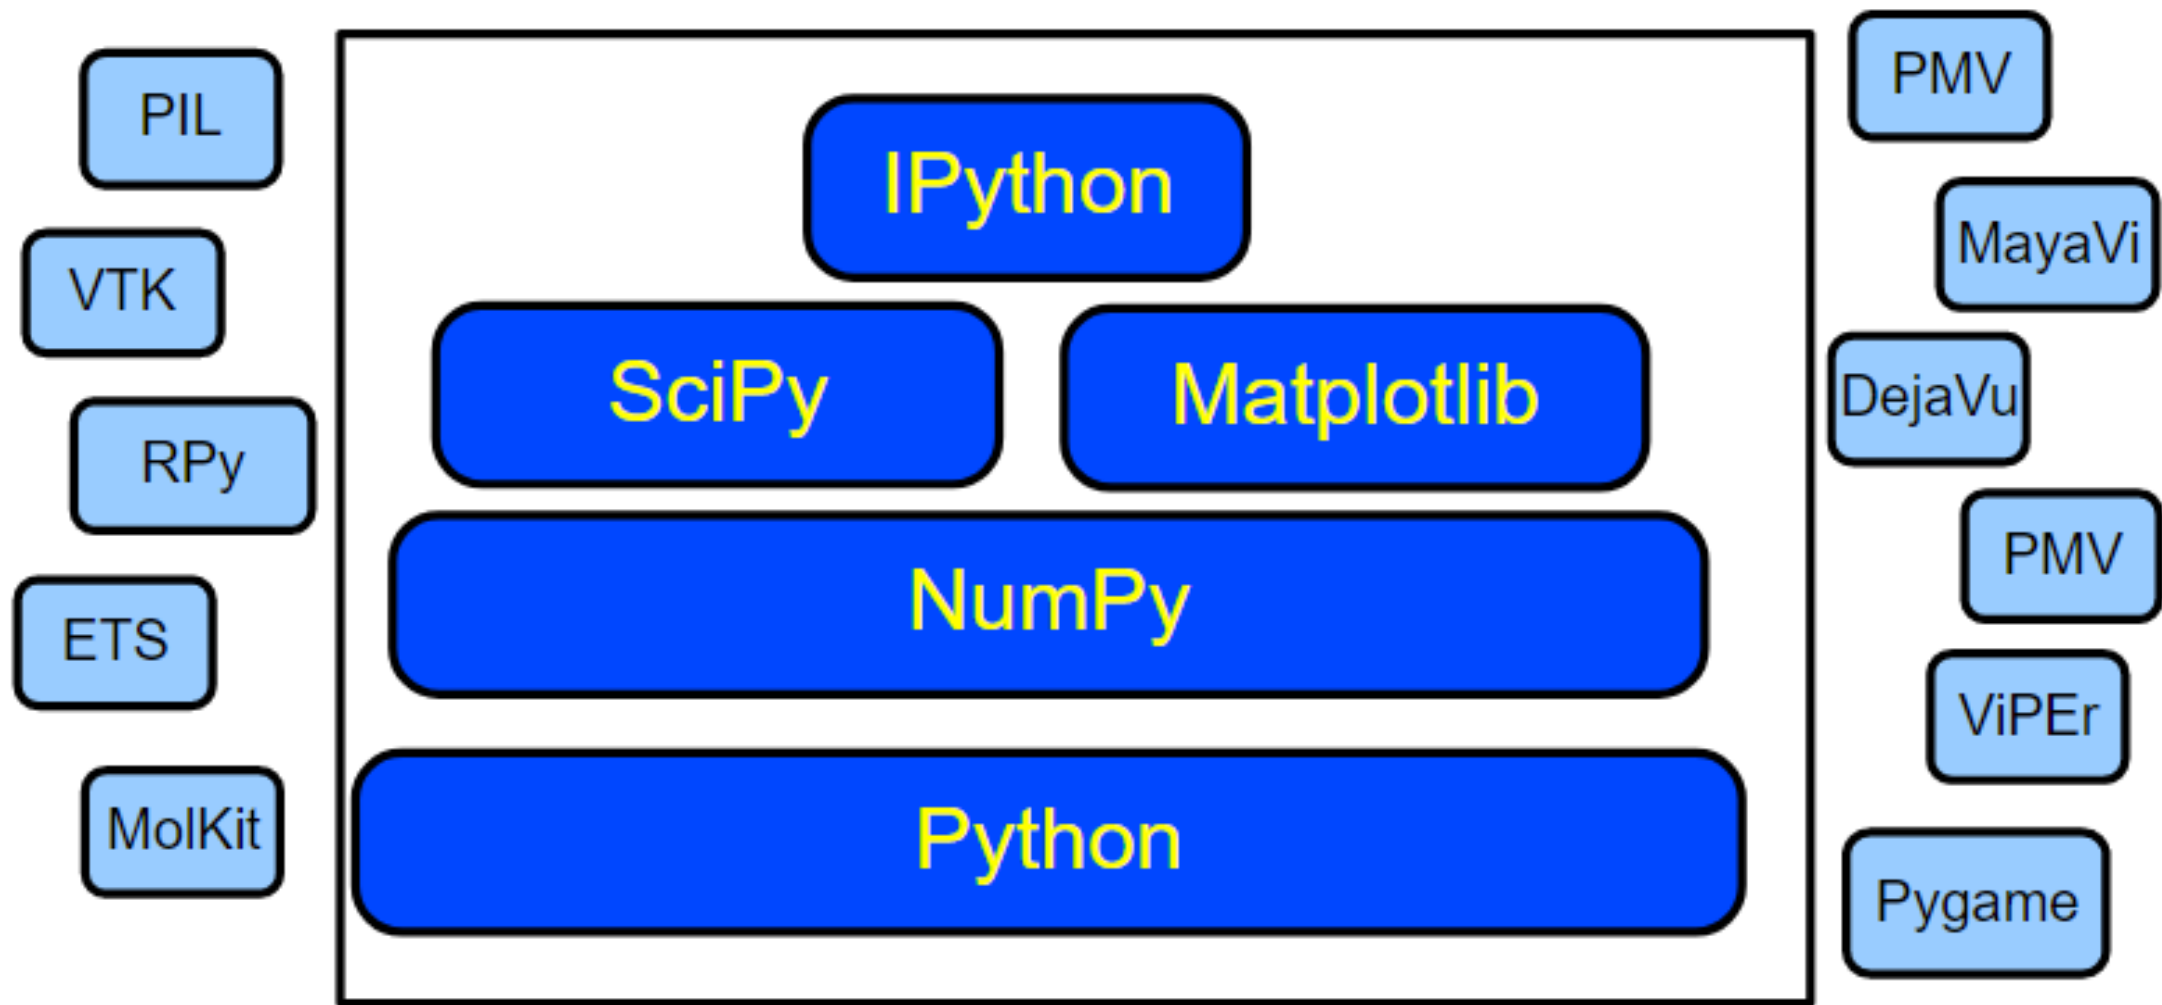 PIL
VTK
RPy
ETS
MolKit
IPython
SciPy
Matplotlib
NumPy
Python
PMV
MayaVi
DejaVu
PMV
ViPEr
Pygame